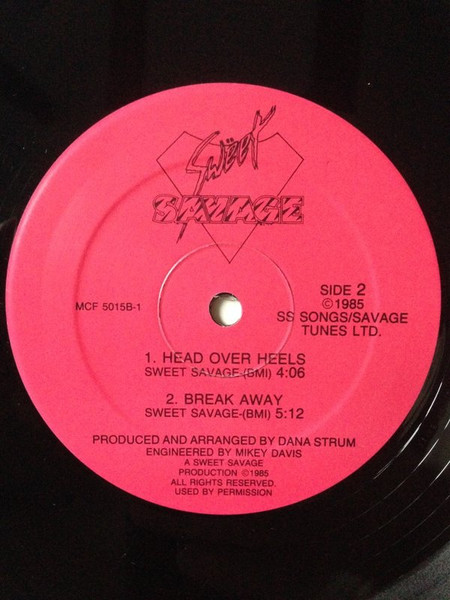 Swëet
SAVAGE
MCF 5015B-1
SIDE 2
©1985
SS SONGS/SAVAGE
TUNES LTD.
1. HEAD OVER HEELS
SWEET SAVAGE-(BMI) 4:06
2. BREAK AWAY
SWEET SAVAGE-(BMI) 5:12
PRODUCED AND ARRANGED BY DANA STRUM
ENGINEERED BY MIKEY DAVIS
A SWEET SAVAGE
PRODUCTION ©1985
ALL RIGHTS RESERVED.
USED BY PERMISSION